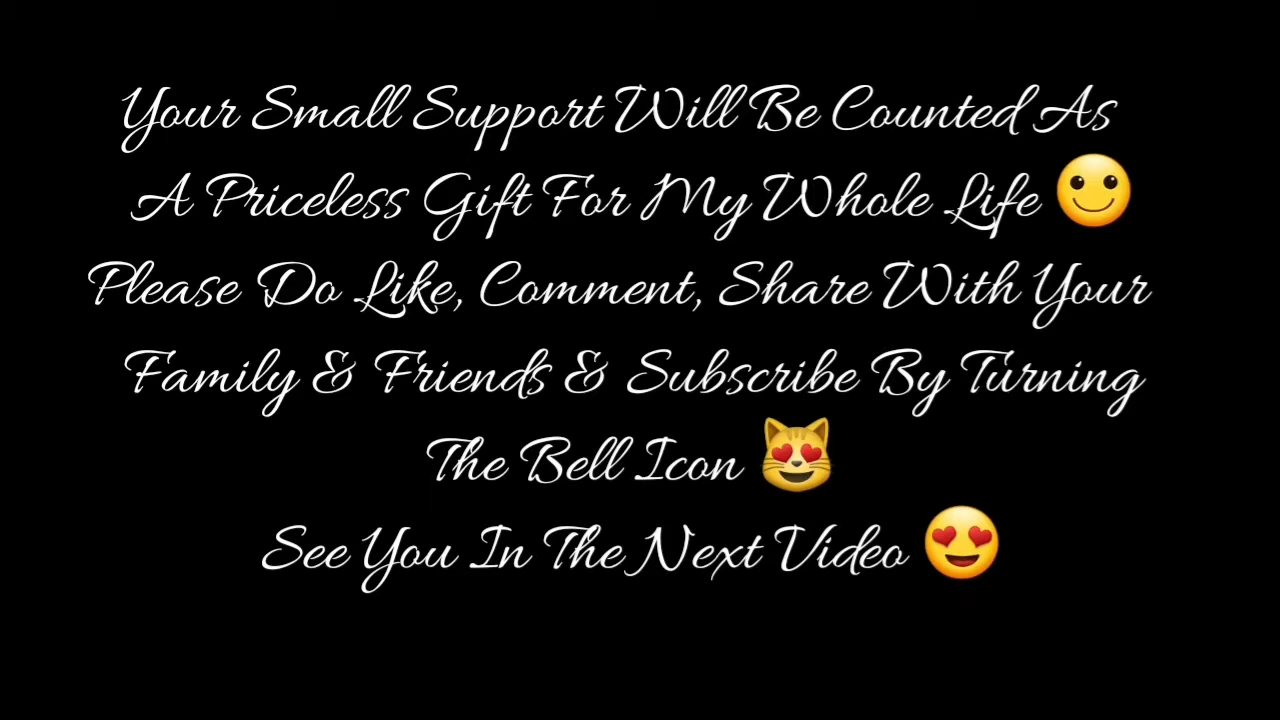 Your Small Support Will Be Counted As
A Priceless Gift For My Whole Life 🙂
Please Do Like, Comment, Share With Your
Family & Friends & Subscribe By Turning
The Bell Icon 😻
See You In The Next Video 😍